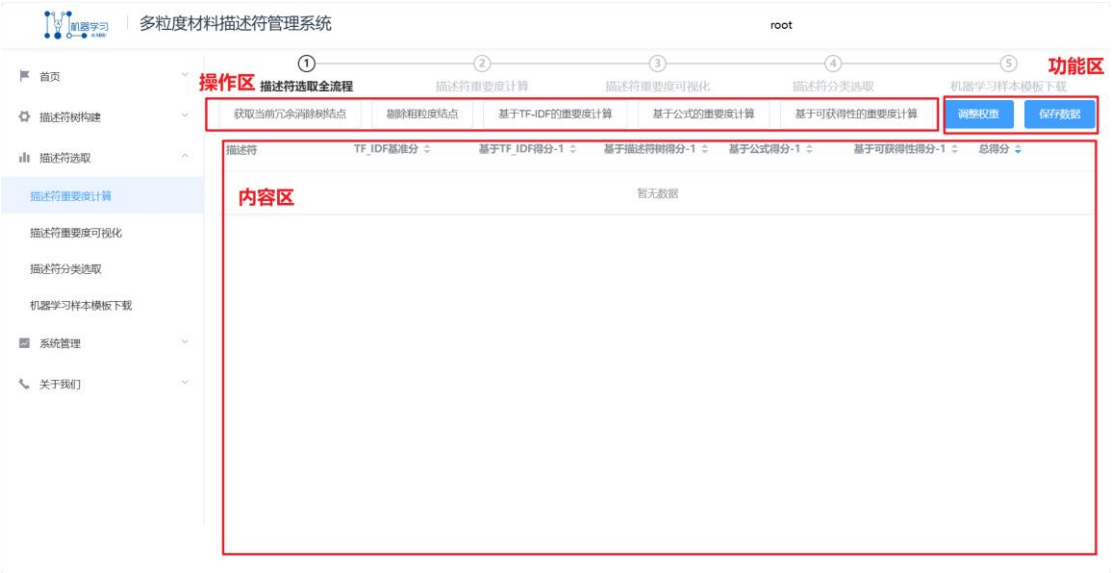 机器学习
多粒度材料描述符管理系统
root
1
2
3
4
5
功能区
操作区
描述符选取全流程
描述符重要度计算
描述符重要度可视化
描述符分类选取
机器学习样本模板下载
首页
描述符树构建
描述符选取
描述符重要度计算
描述符重要度可视化
描述符分类选取
机器学习样本模板下载
系统管理
关于我们
获取当前冗余消除树结点 剔除粗粒度结点 基于TF-IDF的重要度计算 基于公式的重要度计算 基于可获得性的重要度计算 调整权重 保存数据
描述符 TF_IDF基准分 基于TF_IDF得分-1 基于描述符树得分-1 基于公式得分-1 基于可获得性得分-1 总得分
内容区
暂无数据